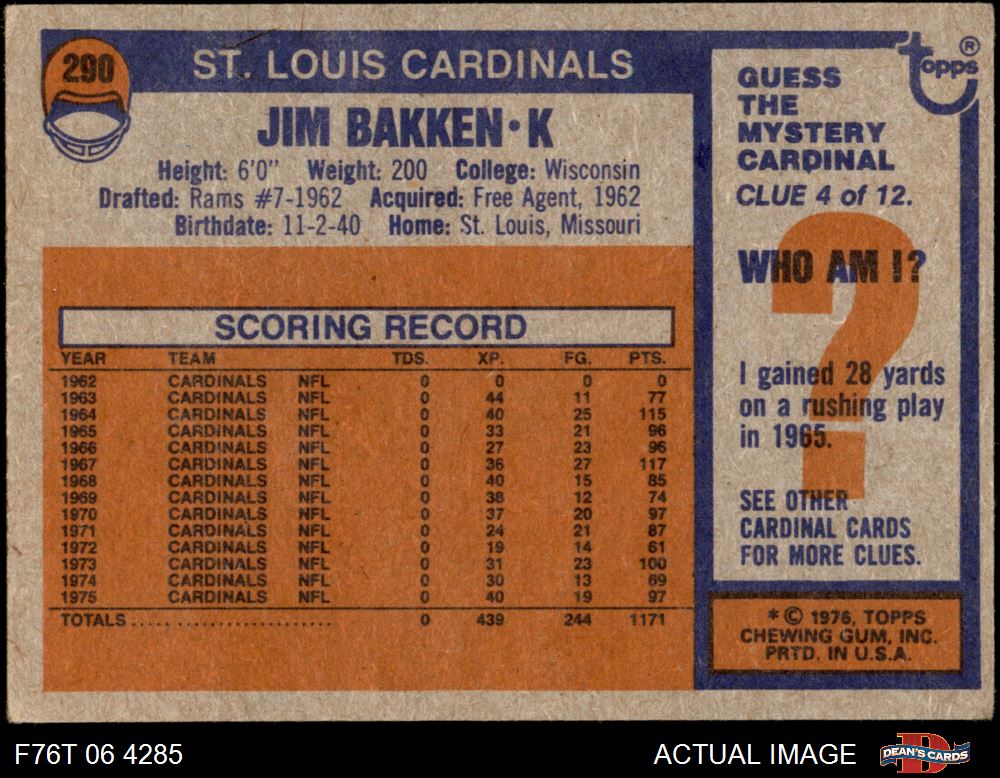 290
ST. LOUIS CARDINALS
JIM BAKKEN•K
Height: 6'0" Weight: 200 College: Wisconsin
Drafted: Rams #7-1962 Acquired: Free Agent, 1962
Birthdate: 11-2-40 Home: St. Louis, Missouri
SCORING RECORD
YEAR TEAM TDS. XP. FG. PTS.
1962 CARDINALS NFL 0 0 0 0
1963 CARDINALS NFL 0 44 11 77
1964 CARDINALS NFL 0 40 25 115
1965 CARDINALS NFL 0 33 21 96
1966 CARDINALS NFL 0 27 23 96
1967 CARDINALS NFL 0 36 27 117
1968 CARDINALS NFL 0 40 15 85
1969 CARDINALS NFL 0 38 12 74
1970 CARDINALS NFL 0 37 20 97
1971 CARDINALS NFL 0 24 21 87
1972 CARDINALS NFL 0 19 14 61
1973 CARDINALS NFL 0 31 23 100
1974 CARDINALS NFL 0 30 13 69
1975 CARDINALS NFL 0 40 19 97
TOTALS..................... 0 439 244 1171
topps ®
GUESS
THE
MYSTERY
CARDINAL
CLUE 4 of 12.
WHO AM I?
?
I gained 28 yards
on a rushing play
in 1965.
SEE OTHER
CARDINAL CARDS
FOR MORE CLUES.
*© 1976, TOPPS
CHEWING GUM, INC.
PRTD. IN U.S.A.
F76T 06 4285
ACTUAL IMAGE
D
DEAN'S CARDS